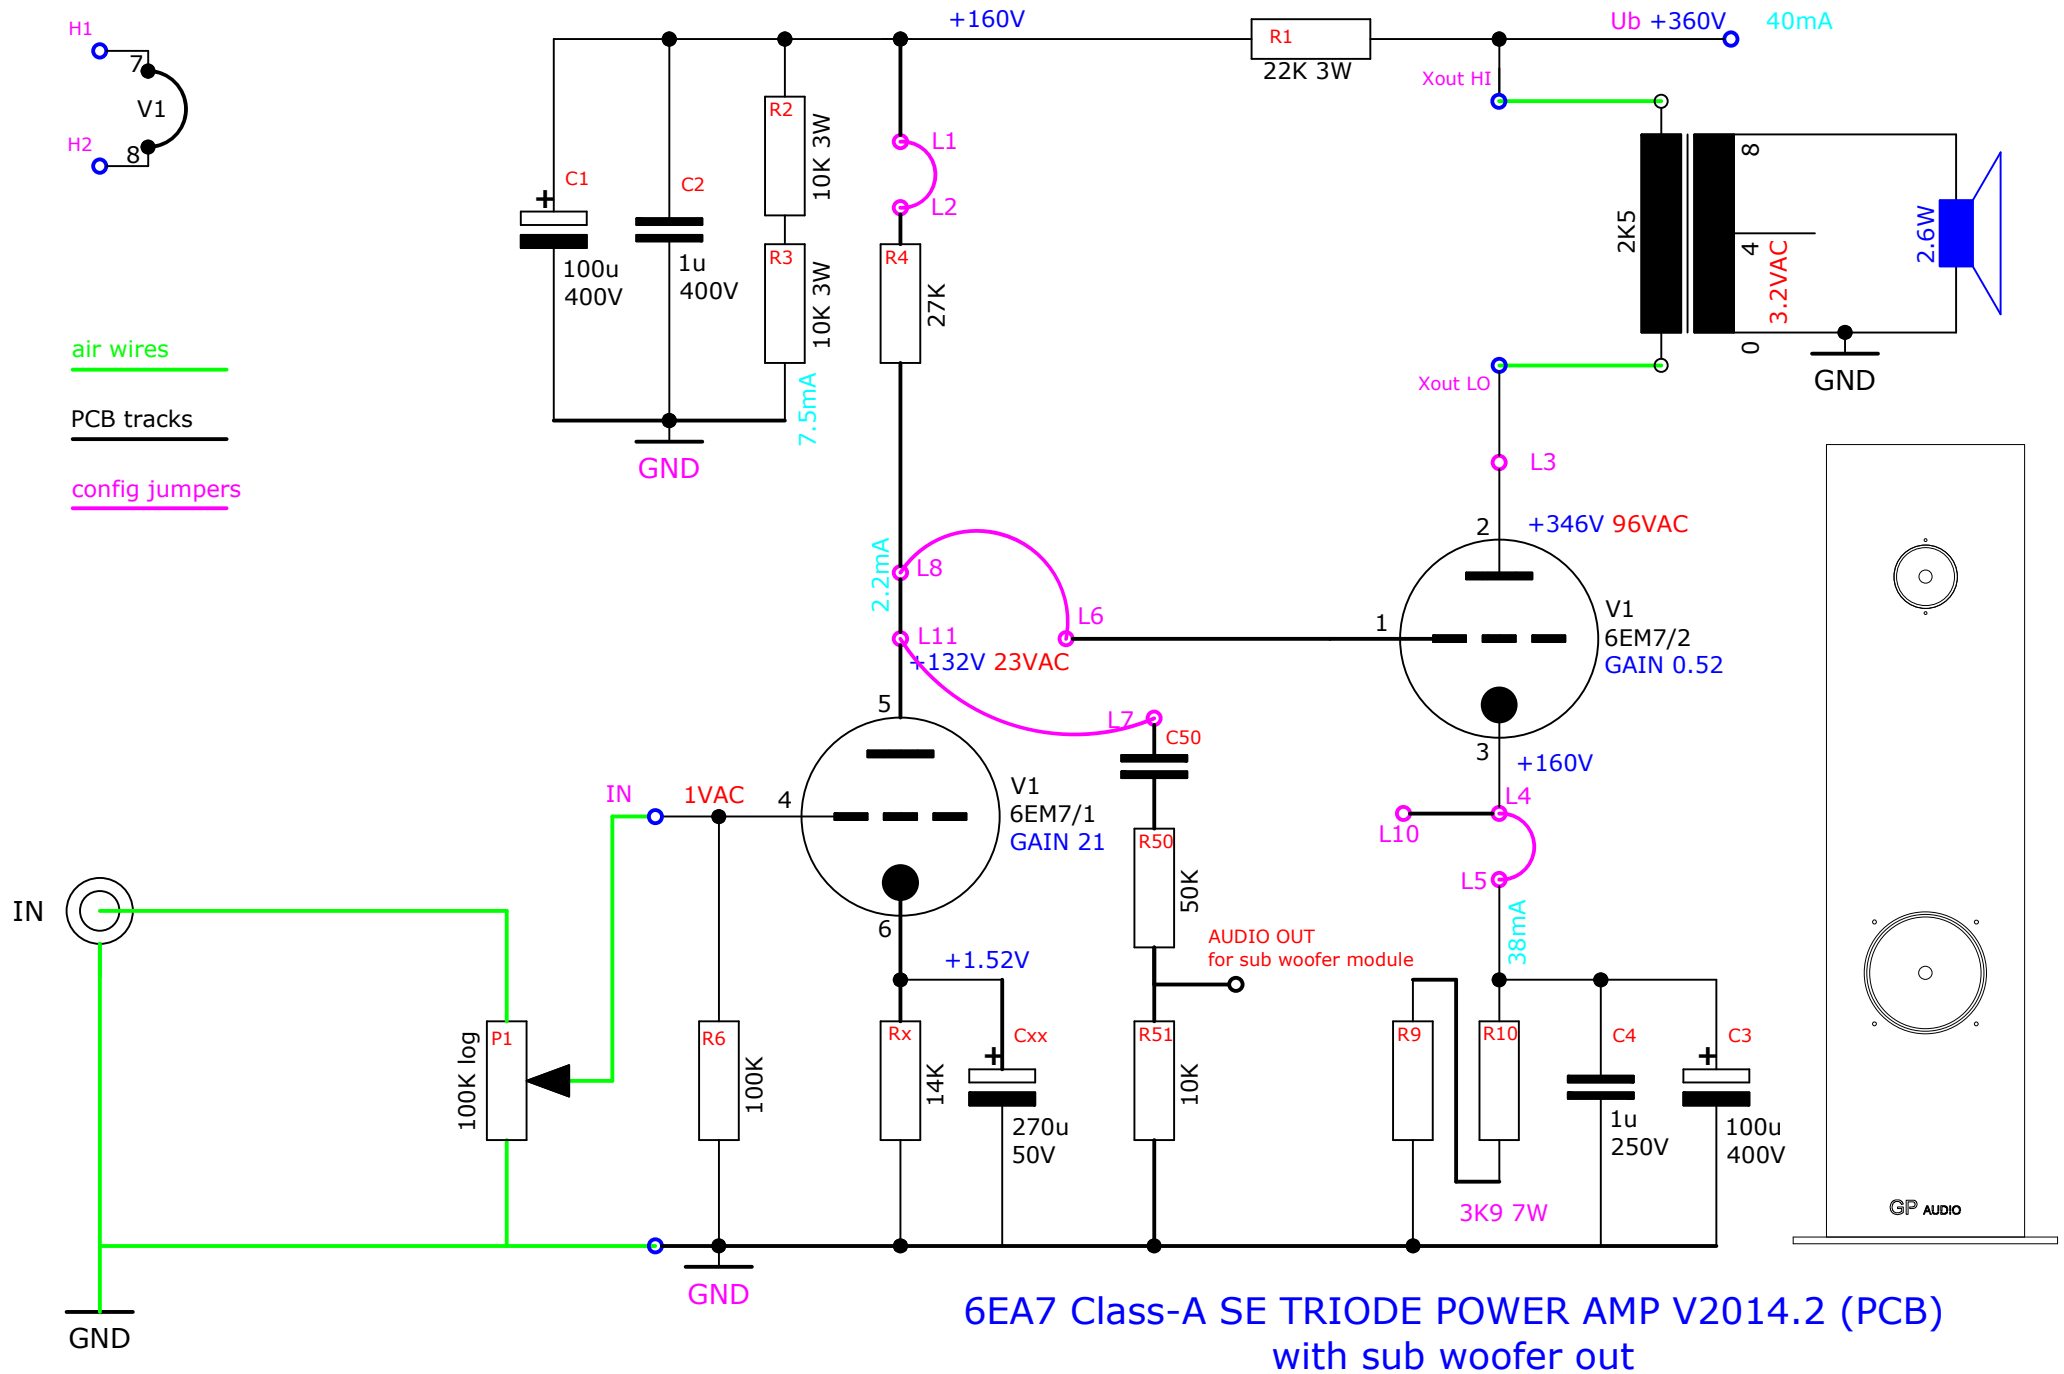 H1
7
V1
H2
8
air wires
PCB tracks
config jumpers
+160V
R1
22K 3W
Ub +360V
40mA
Xout HI
C1
+
100u
400V
C2
1u
400V
R2
10K 3W
R3
10K 3W
7.5mA
GND
L1
L2
R4
27K
2K5
8
4
0
3.2VAC
2.6W
GND
Xout LO
L3
2
+346V 96VAC
2.2mA
L8
L6
L11
+132V 23VAC
1
V1
6EM7/2
GAIN 0.52
3
+160V
5
L7
C50
V1
6EM7/1
GAIN 21
IN
1VAC
4
6
+1.52V
R50
50K
AUDIO OUT
for sub woofer module
L4
L10
L5
38mA
IN
P1
100K log
R6
100K
Rx
14K
Cxx
+
270u
50V
R51
10K
R9
R10
3K9 7W
C4
1u
250V
C3
+
100u
400V
GP AUDIO
GND
GND
6EA7 Class-A SE TRIODE POWER AMP V2014.2 (PCB)
with sub woofer out